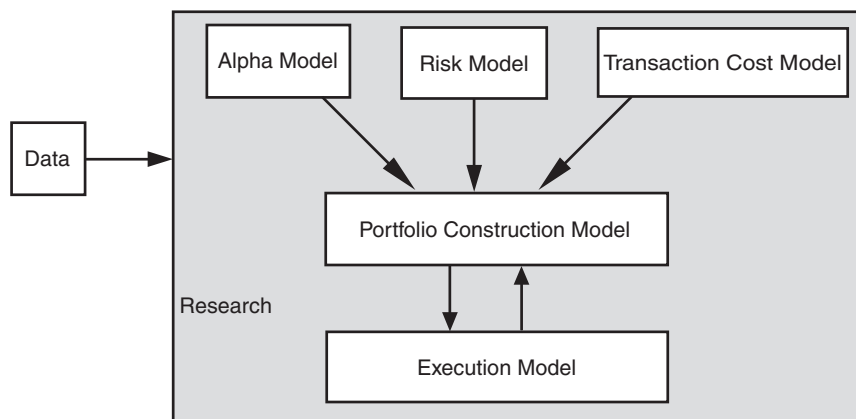 Alpha Model
Risk Model
Transaction Cost Model
Data
Portfolio Construction Model
Research
Execution Model